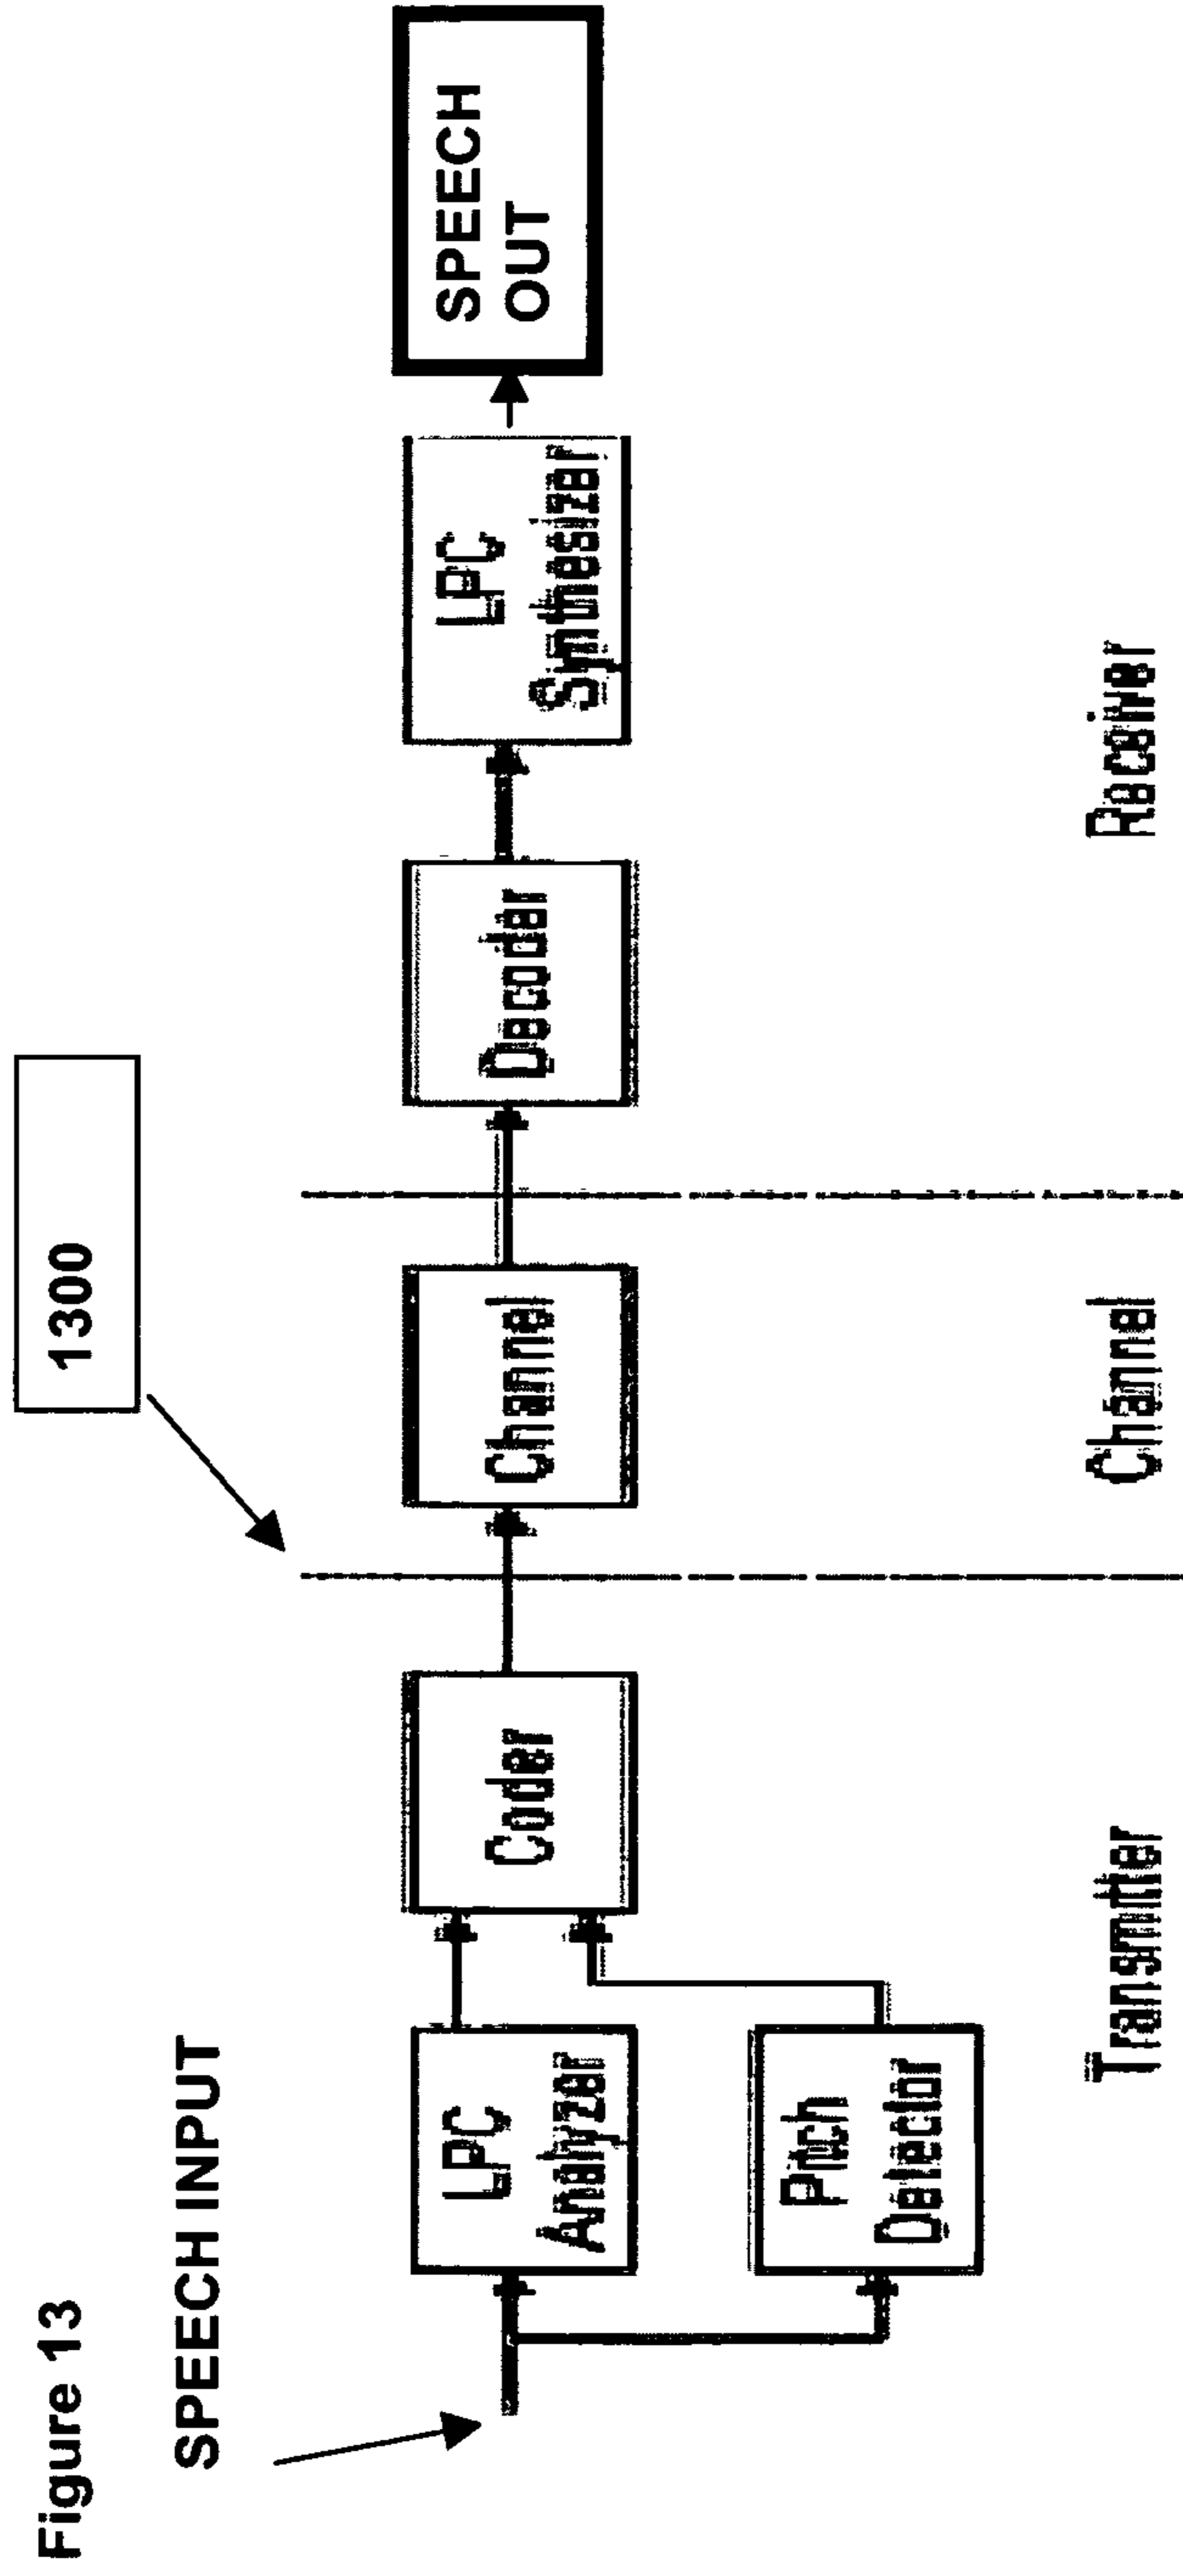 Figure 13
1300
SPEECH INPUT
LPC
Analyzer
Pitch
Detector
Coder
Channel
Decoder
LPC
Synthesizer
SPEECH
OUT
Transmitter
Channel
Receiver